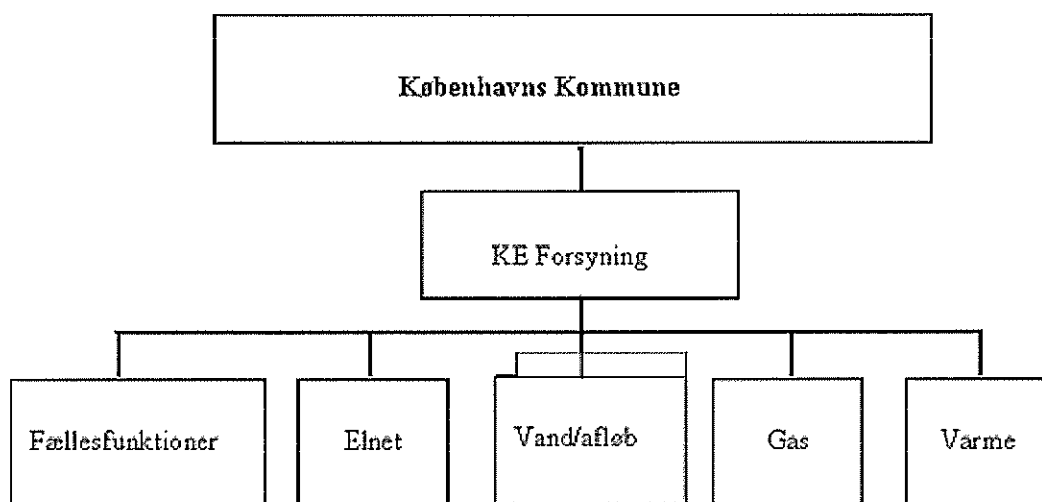 Københavns Kommune
KE Forsyning
Fællesfunktioner
Elnet
Vand/afløb
Gas
Varme